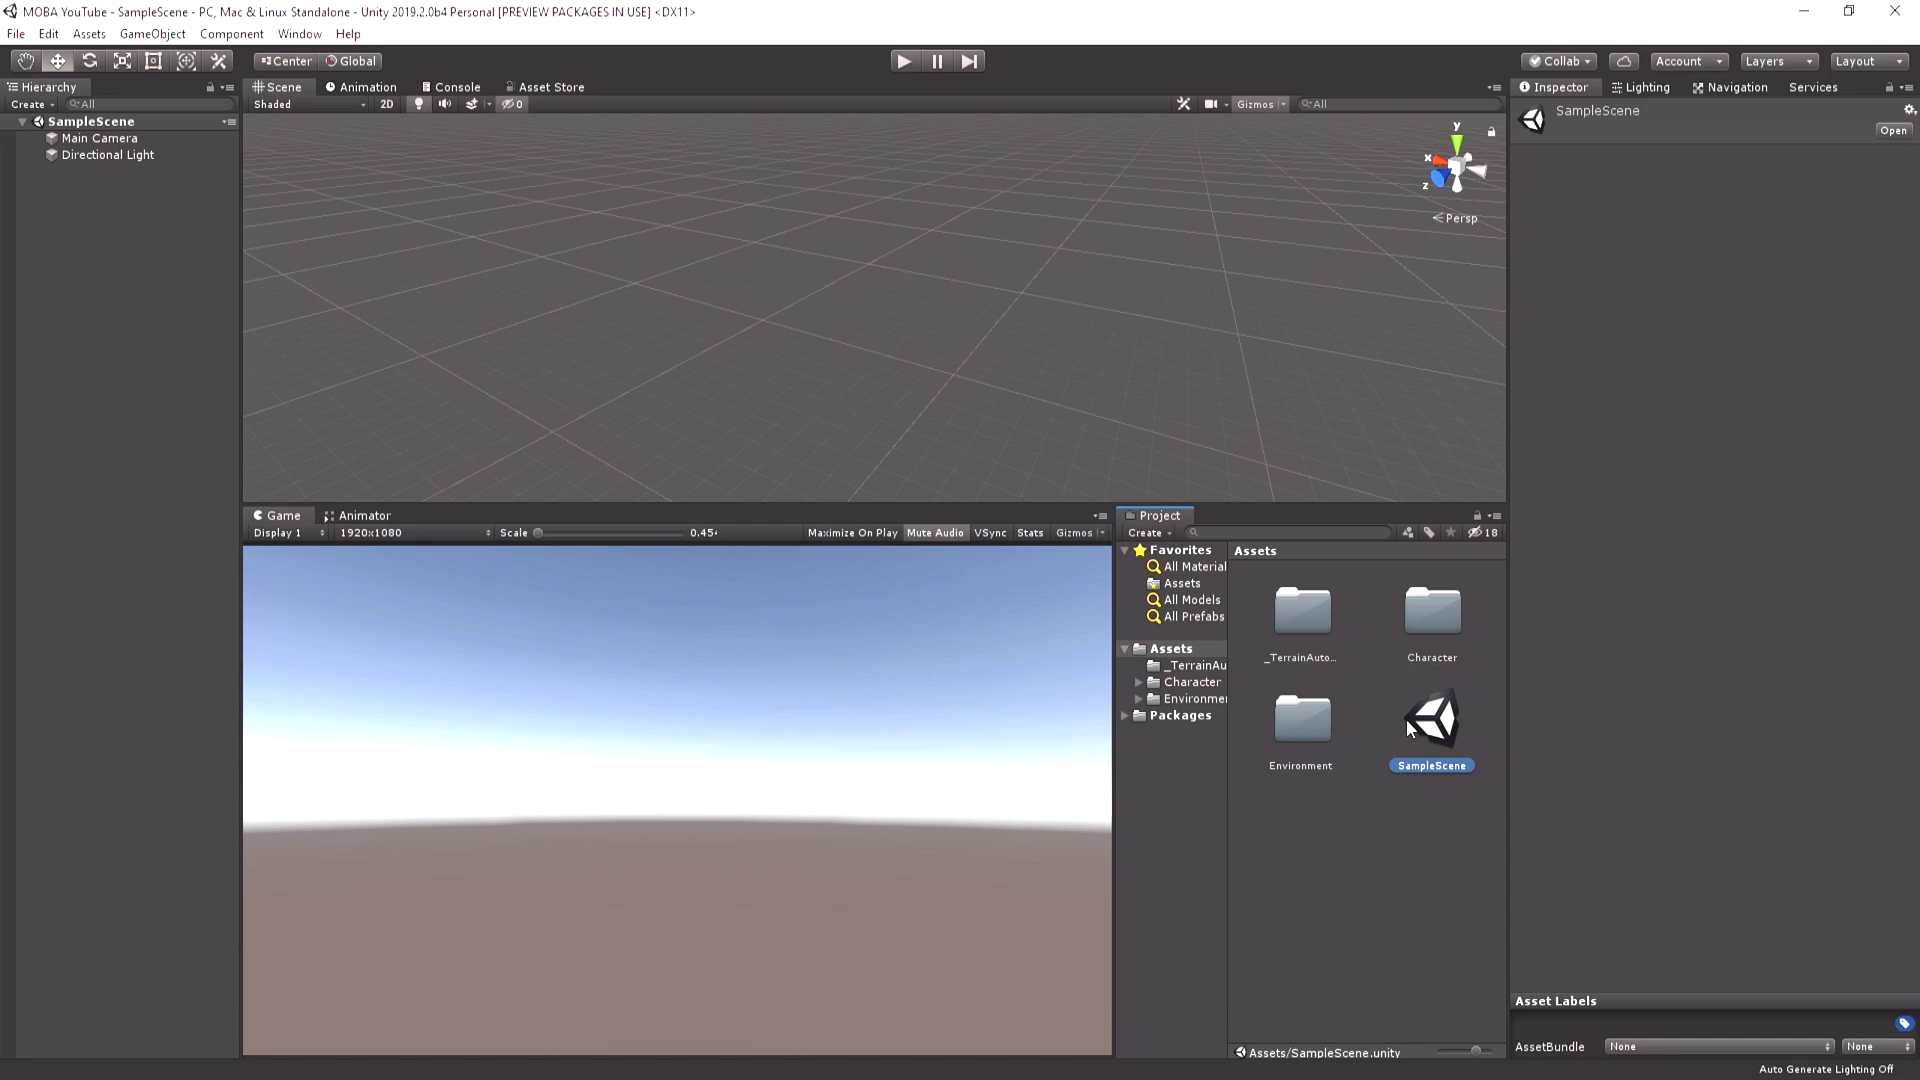 MOBA YouTube - SampleScene - PC, Mac & Linux Standalone - Unity 2019.2.0b4 Personal [PREVIEW PACKAGES IN USE] <DX11>
File Edit Assets GameObject Component Window Help
Center Global Collab Account Layers Layout
Hierarchy
Create All
SampleScene
Main Camera
Directional Light
Scene Animation Console Asset Store
Shaded 2D 0 Gizmos All
y
x
z
Persp
Inspector Lighting Navigation Services
SampleScene
Open
Game Animator
Display 1 1920x1080 Scale 0.45 Maximize On Play Mute Audio VSync Stats Gizmos
Project
Create 18
Favorites
All Material
Assets
All Models
All Prefabs
Assets
_TerrainAu
Character
Environme
Packages
Assets
_TerrainAuto... Character
Environment SampleScene
Assets/SampleScene.unity
Asset Labels
AssetBundle None None
Auto Generate Lighting Off